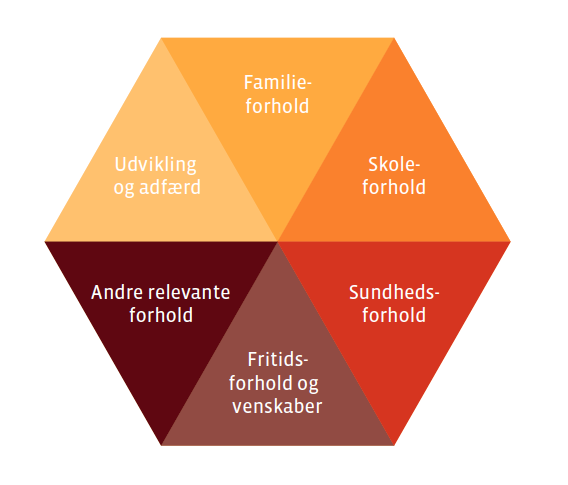 Familie-
forhold
Skole-
forhold
Sundheds-
forhold
Fritids-
forhold og
venskaber
Andre relevante
forhold
Udvikling
og adfærd